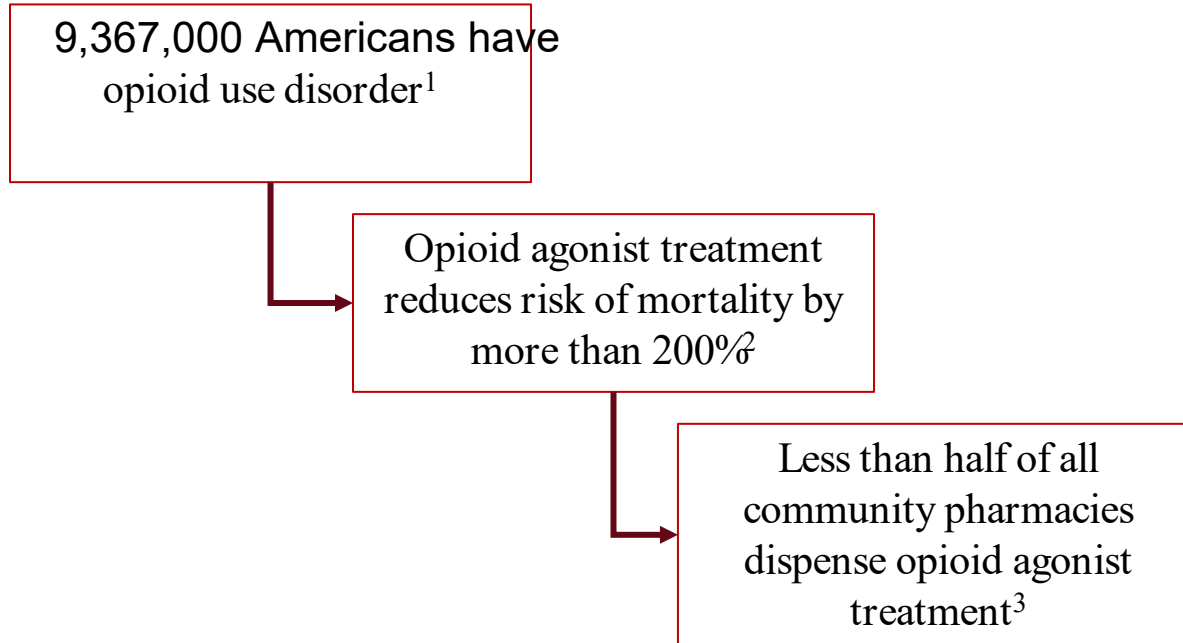 9,367,000 Americans have
opioid use disorder¹
Opioid agonist treatment
reduces risk of mortality by
more than 200%²
Less than half of all
community pharmacies
dispense opioid agonist
treatment³